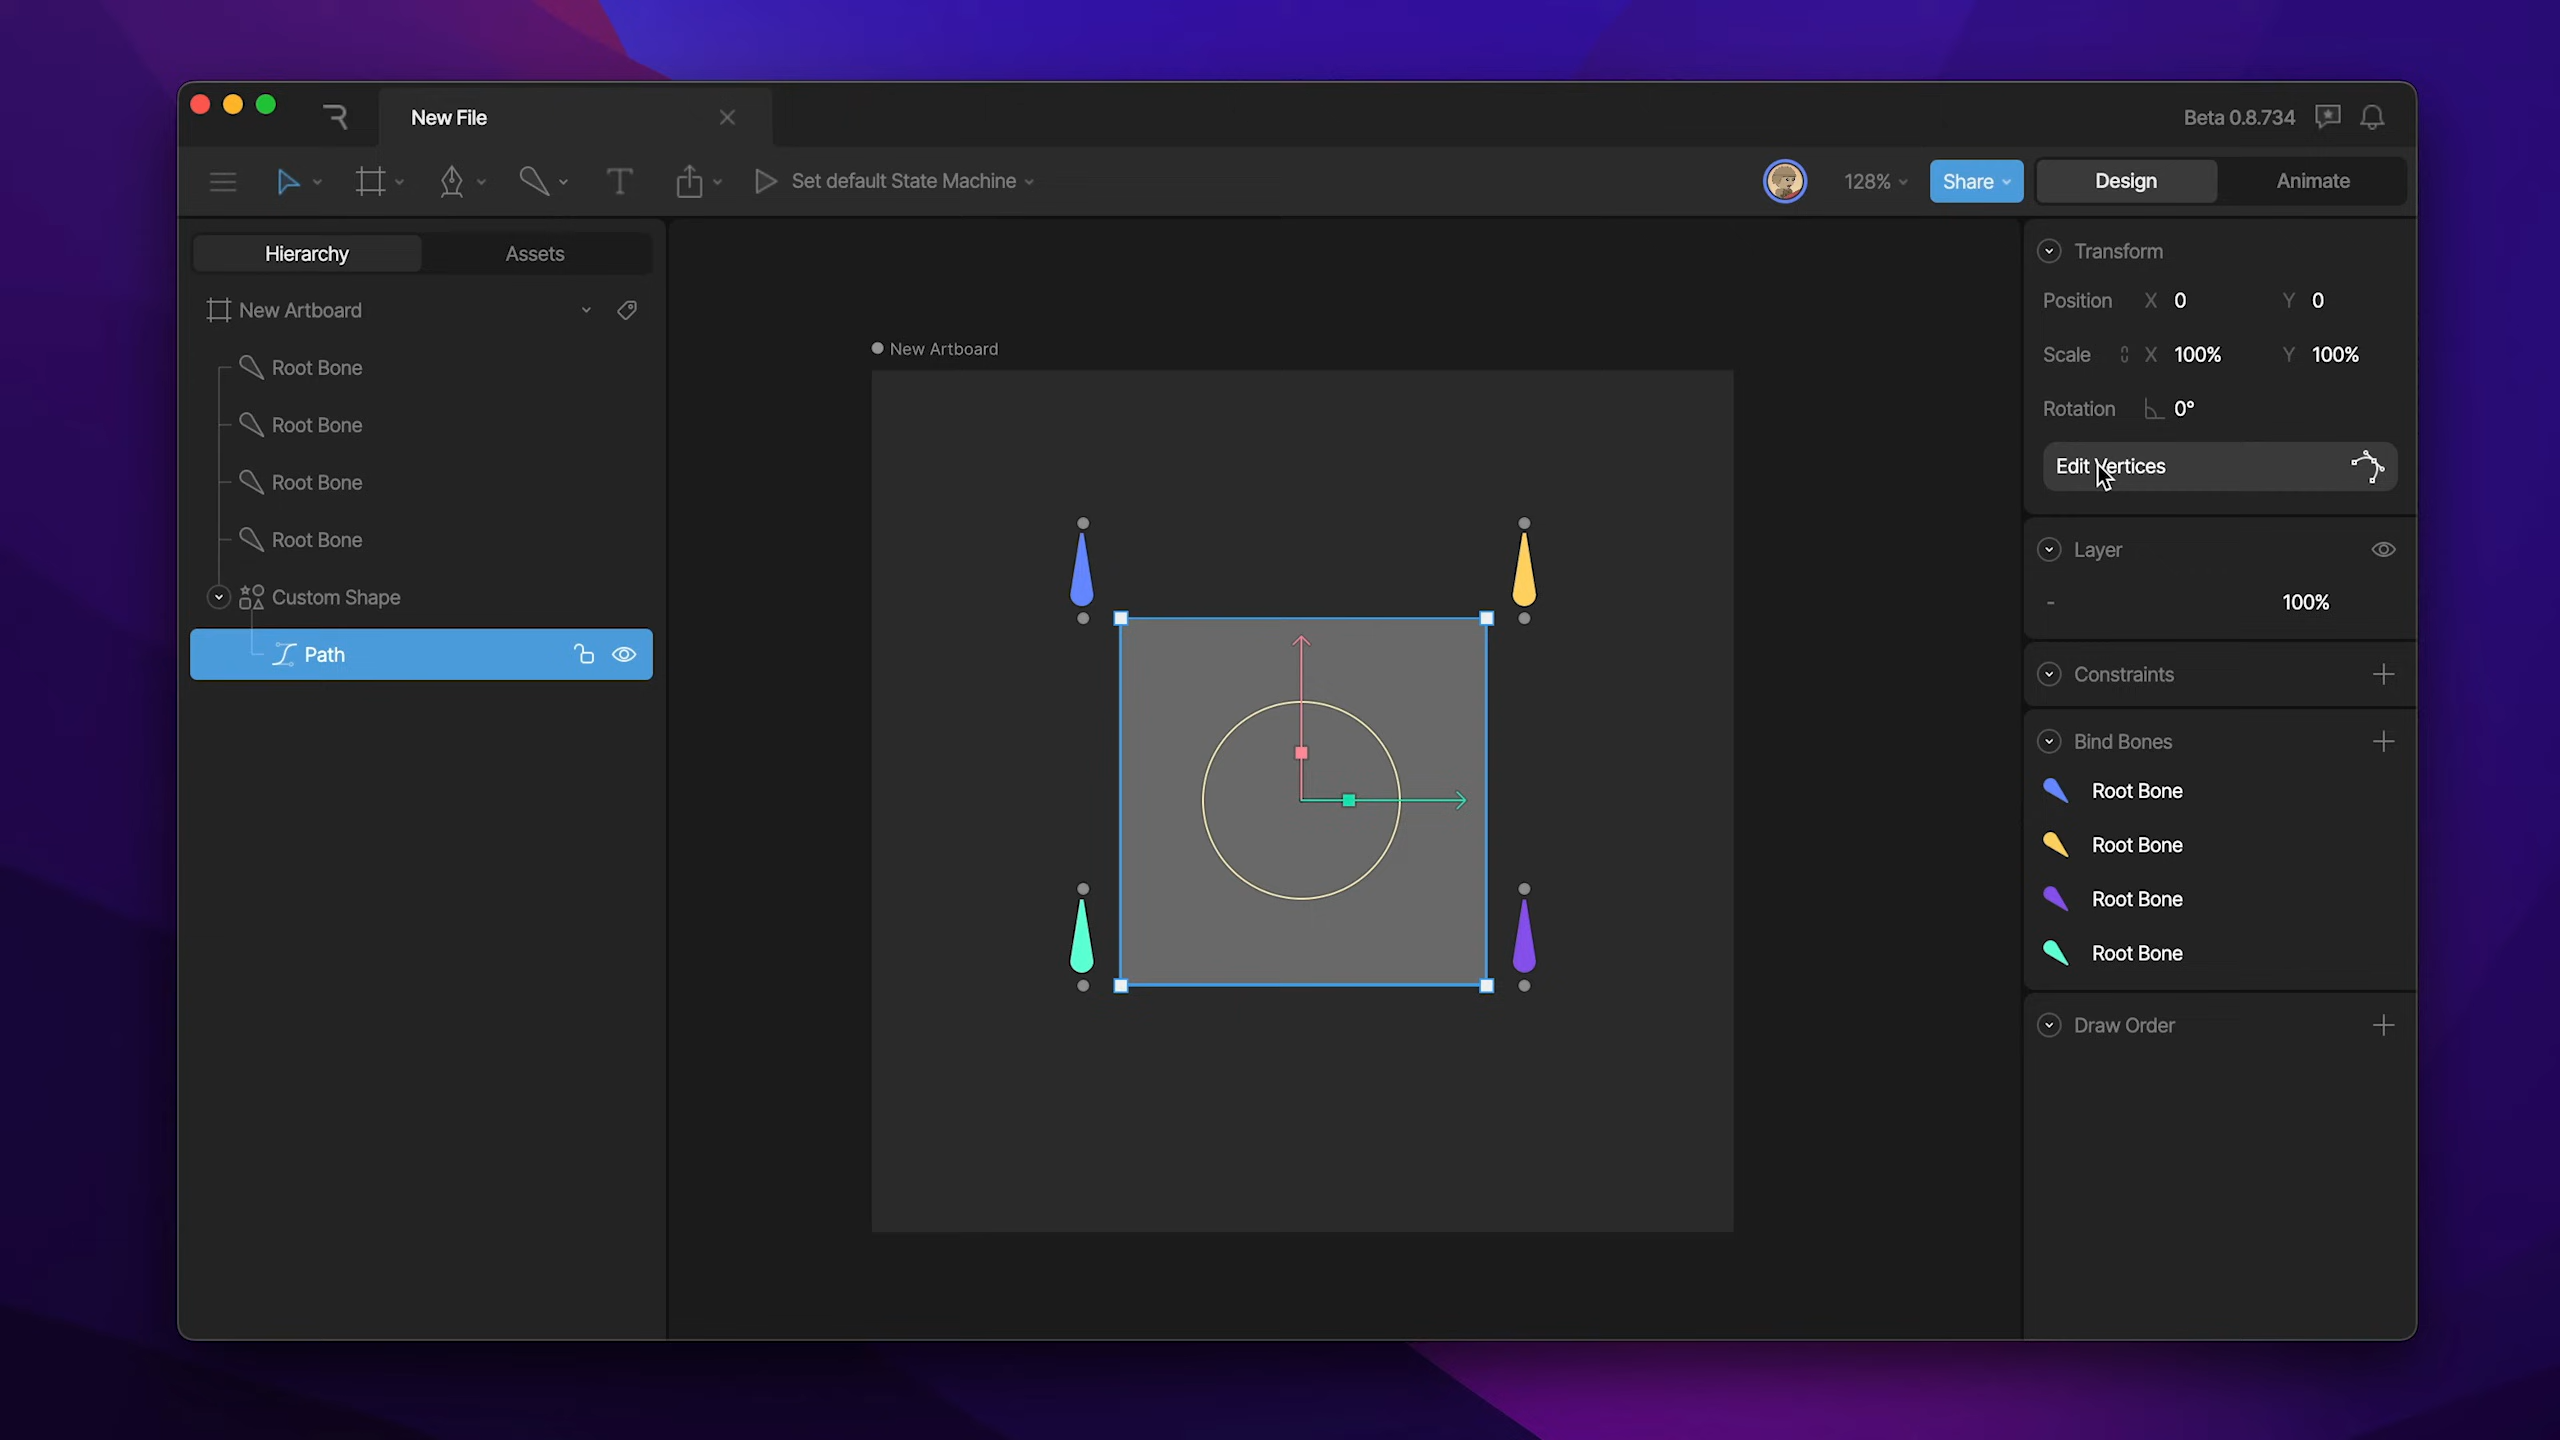 New File
Beta 0.8.734
Set default State Machine
128%
Share
Design
Animate
Hierarchy
Assets
New Artboard
Root Bone
Root Bone
Root Bone
Root Bone
Custom Shape
Path
New Artboard
Transform
Position X 0 Y 0
Scale X 100% Y 100%
Rotation 0°
Edit Vertices
Layer
- 100%
Constraints
Bind Bones
Root Bone
Root Bone
Root Bone
Root Bone
Draw Order